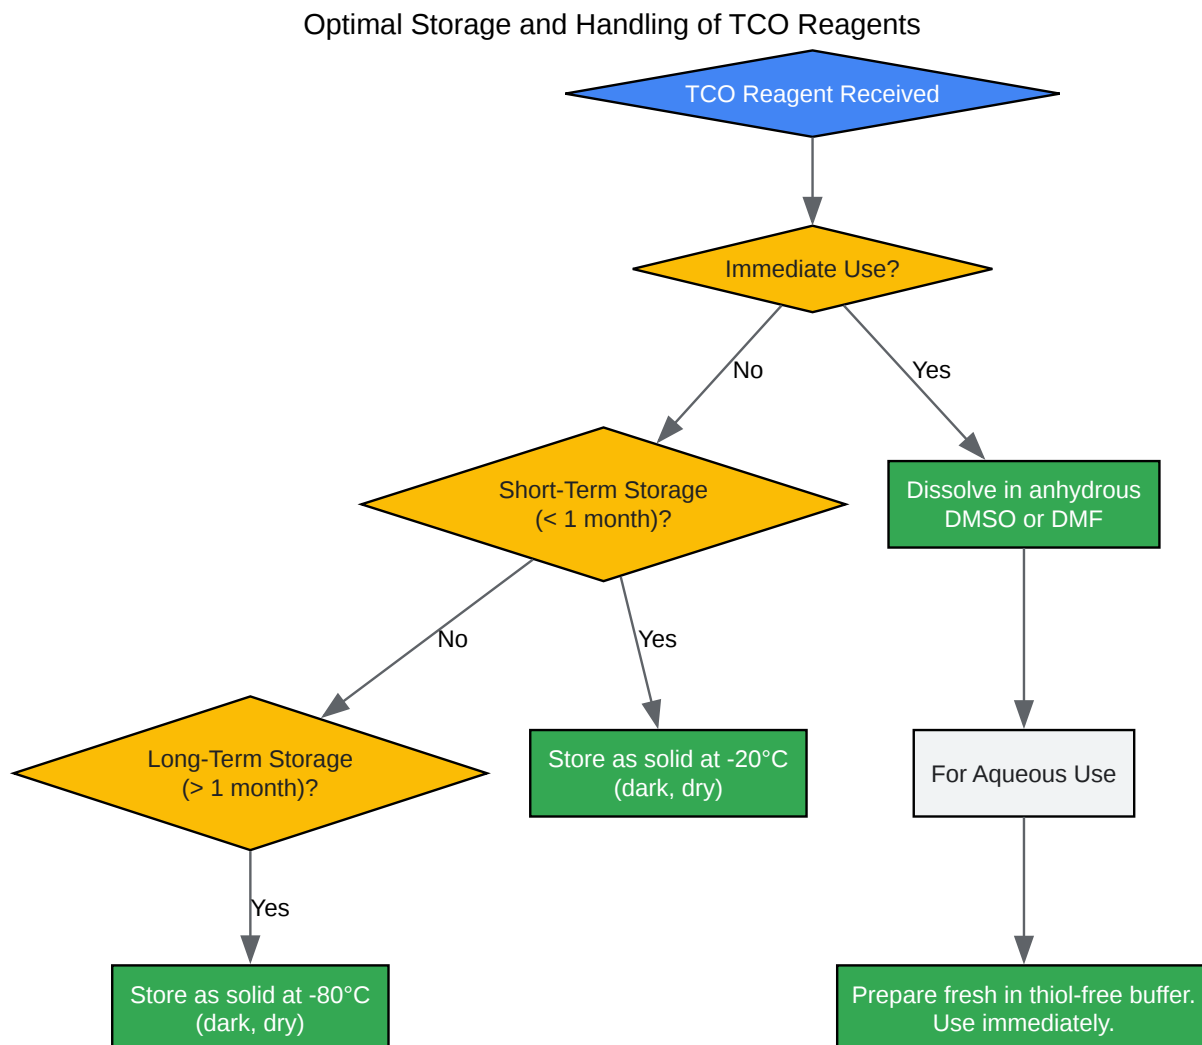 Optimal Storage and Handling of TCO Reagents
TCO Reagent Received
Immediate Use?
No
Yes
Short-Term Storage
(< 1 month)?
Dissolve in anhydrous
DMSO or DMF
No
Yes
Long-Term Storage
(> 1 month)?
Store as solid at -20°C
(dark, dry)
For Aqueous Use
Yes
Store as solid at -80°C
(dark, dry)
Prepare fresh in thiol-free buffer.
Use immediately.